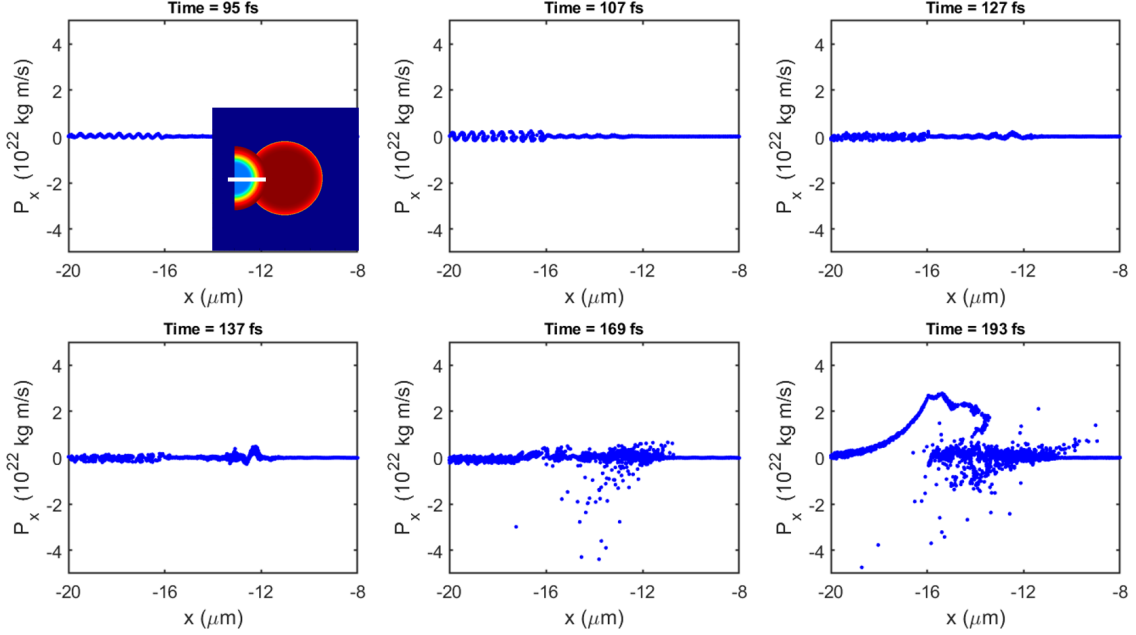 Time = 95 fs
Time = 107 fs
Time = 127 fs
4
2
0
-2
-4
P_x (10^22 kg m/s)
-20 -16 -12 -8
x (μm)
4
2
0
-2
-4
P_x (10^22 kg m/s)
-20 -16 -12 -8
x (μm)
4
2
0
-2
-4
P_x (10^22 kg m/s)
-20 -16 -12 -8
x (μm)
Time = 137 fs
Time = 169 fs
Time = 193 fs
4
2
0
-2
-4
P_x (10^22 kg m/s)
-20 -16 -12 -8
x (μm)
4
2
0
-2
-4
P_x (10^22 kg m/s)
-20 -16 -12 -8
x (μm)
4
2
0
-2
-4
P_x (10^22 kg m/s)
-20 -16 -12 -8
x (μm)